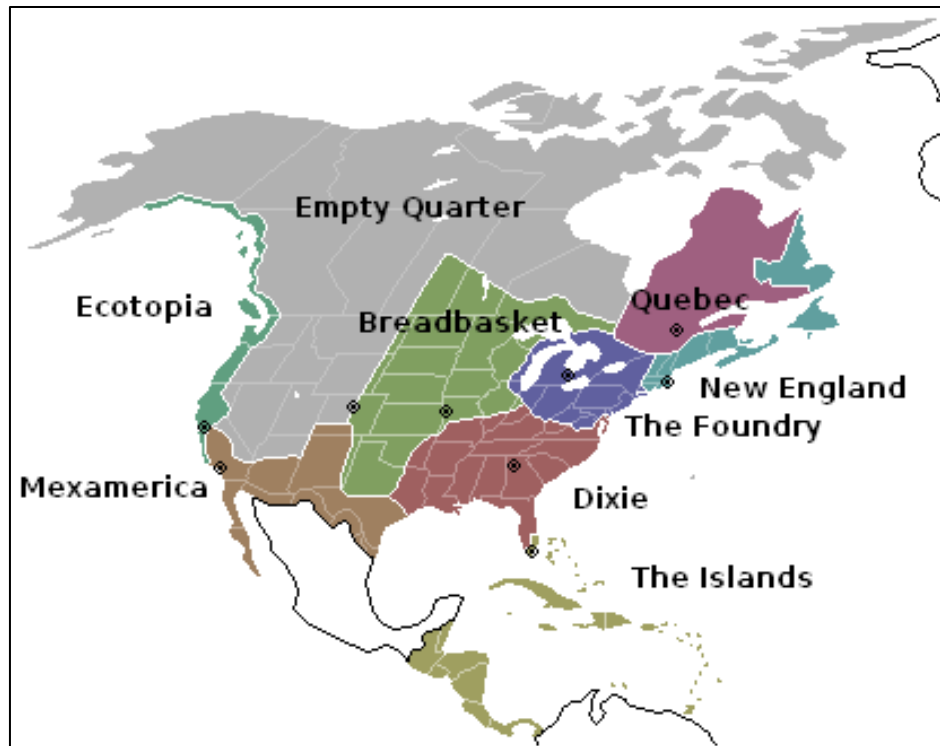 Empty Quarter
Ecotopia
Quebec
Breadbasket
New England
The Foundry
Mexamerica
Dixie
The Islands